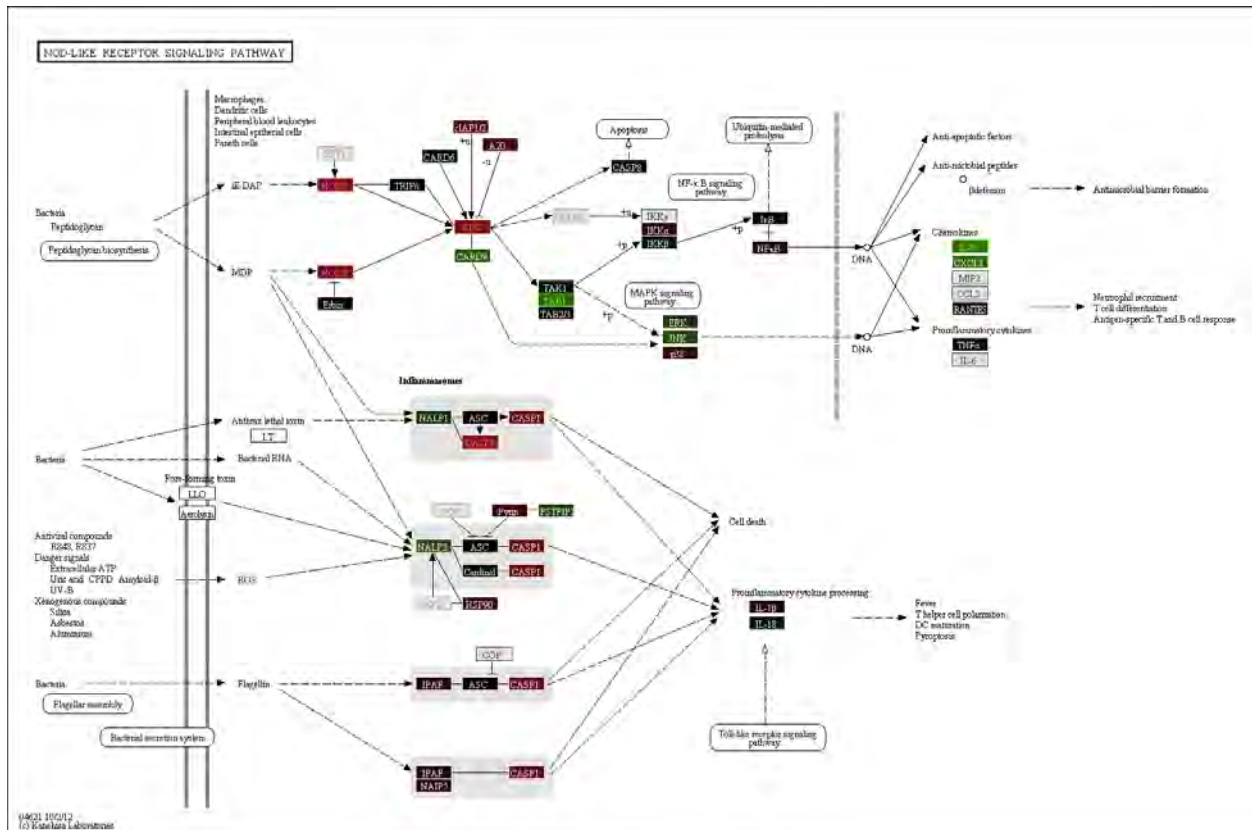 NOD-LIKE RECEPTOR SIGNALING PATHWAY
Macrophages
Dendritic cells
Peripheral blood leukocytes
Intestinal epithelial cells
Paneth cells
Bacteria
Peptidoglycan
Peptidoglycan biosynthesis
iE-DAP
MDP
TRIP6
CARD6
A20
CARD9
Erbin
TAK1
TAB1
TAB2/3
CASP8
Apoptosis
IKKγ
IKKα
IKKβ
NF-κB signaling
pathway
Ubiquitin-mediated
proteolysis
IκB
NFκB
+u
-u
+u
+p
+p
+p
MAPK signaling
pathway
ERK
JNK
p38
DNA
DNA
Anti-apoptotic factors
Anti-microbial peptides
β-defensin
Antimicrobial barrier formation
Chemokines
MIP2
CCL2
RANTES
Neutrophil recruitment
T cell differentiation
Antigen-specific T and B cell response
Proinflammatory cytokines
TNFα
IL-6
Inflammasomes
NALP1
ASC
CASP1
CASP5
Bacteria
Anthrax lethal toxin
LT
Bacterial RNA
Pore-forming toxin
LLO
Aerolysin
Pyrin
PSTPIP1
NALP3
ASC
CASP1
Cardinal
CASP1
HSP90
Antiviral compounds
R848, R837
Danger signals
Extracellular ATP
Uric and CPPD Amyloid-β
UV-B
Xenogenous compounds
Silica
Asbestos
Aluminium
ROS
Cell death
Proinflammatory cytokine processing
IL-1β
IL-18
Fever
T helper cell polarization
DC maturation
Pyroptosis
COP
IPAF
ASC
CASP1
Bacteria
Flagellin
Flagellar assembly
Bacterial secretion system
Toll-like receptor signaling
pathway
IPAF
CASP1
NAIP5
04621 10/2/12
(c) Kanehisa Laboratories